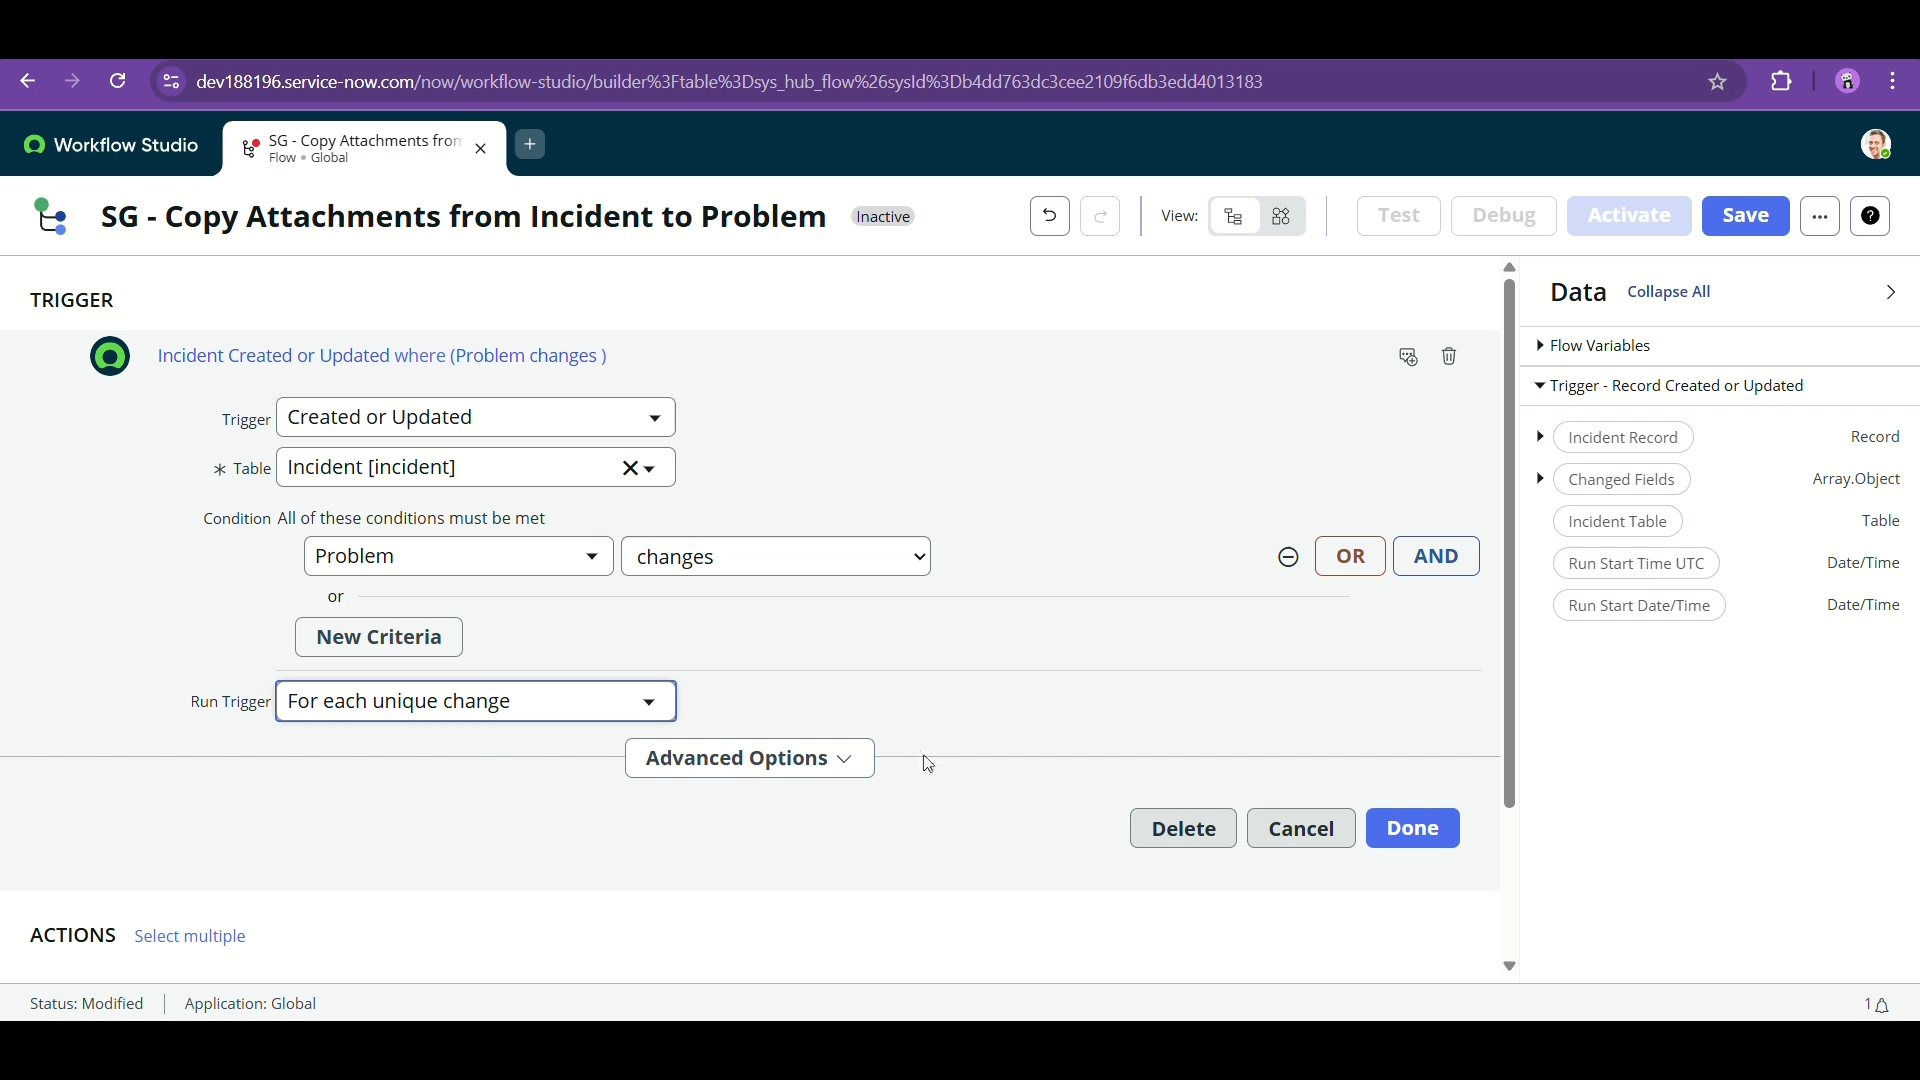 dev188196.service-now.com/now/workflow-studio/builder%3Ftable%3Dsys_hub_flow%26sysId%3Db4dd763dc3cee2109f6db3edd4013183
Workflow Studio
SG - Copy Attachments from
Flow • Global
SG - Copy Attachments from Incident to Problem
Inactive
View:
Test
Debug
Activate
Save
TRIGGER
Incident Created or Updated where (Problem changes )
Trigger
Created or Updated
* Table
Incident [incident]
Condition
All of these conditions must be met
Problem
changes
OR
AND
or
New Criteria
Run Trigger
For each unique change
Advanced Options
Delete
Cancel
Done
ACTIONS
Select multiple
Data
Collapse All
Flow Variables
Trigger - Record Created or Updated
Incident Record
Record
Changed Fields
Array.Object
Incident Table
Table
Run Start Time UTC
Date/Time
Run Start Date/Time
Date/Time
Status: Modified
Application: Global
1